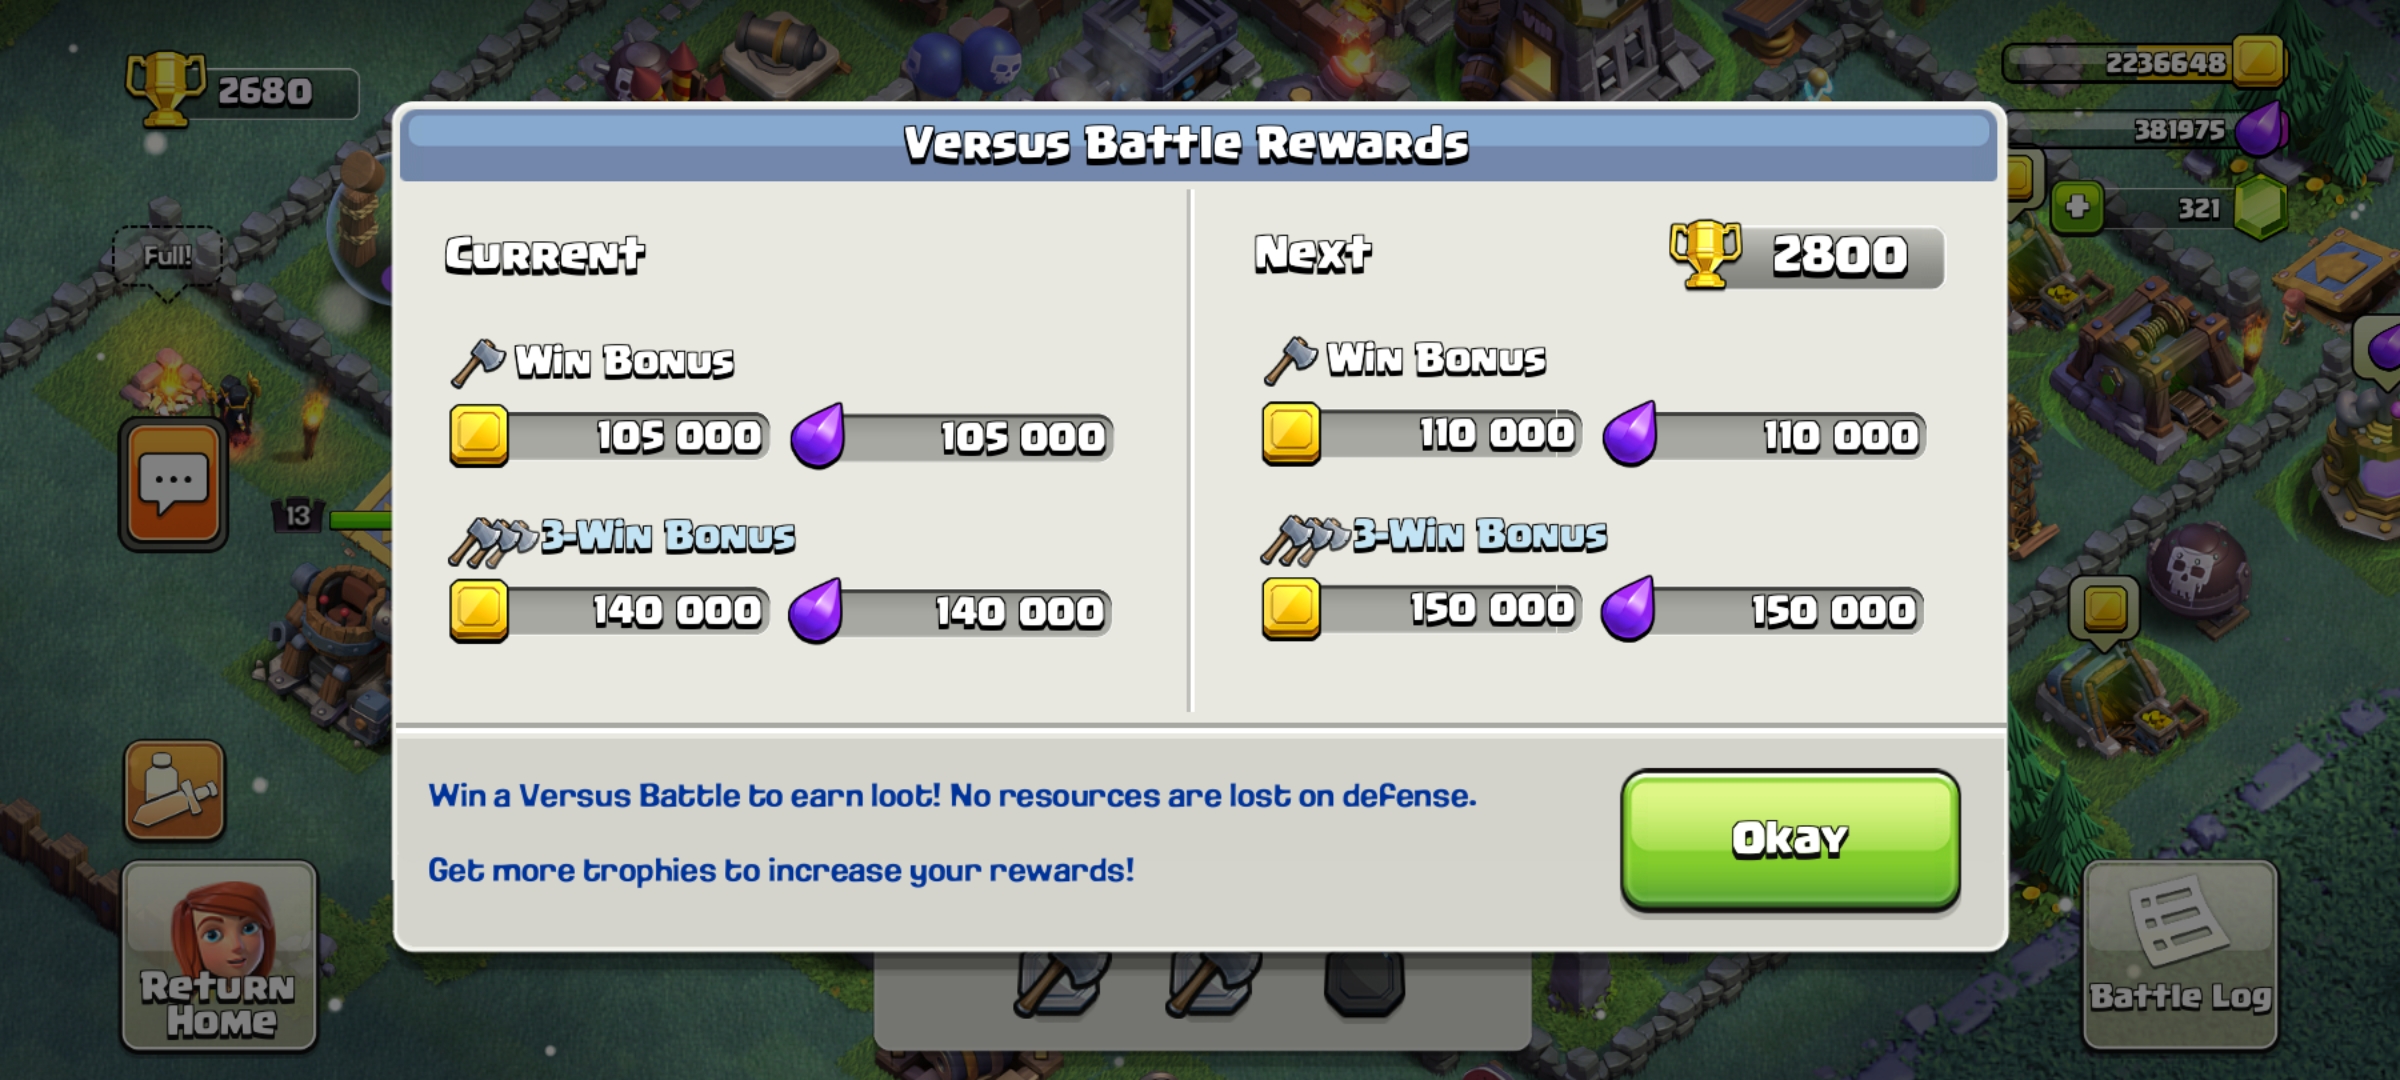 2680
2236648
Versus Battle Rewards
381975
321
Full!
Current
Next
2800
Win Bonus
Win Bonus
105 000
105 000
110 000
110 000
13
3-Win Bonus
3-Win Bonus
140 000
140 000
150 000
150 000
Win a Versus Battle to earn loot! No resources are lost on defense.
Okay
Get more trophies to increase your rewards!
Return
Home
Battle Log